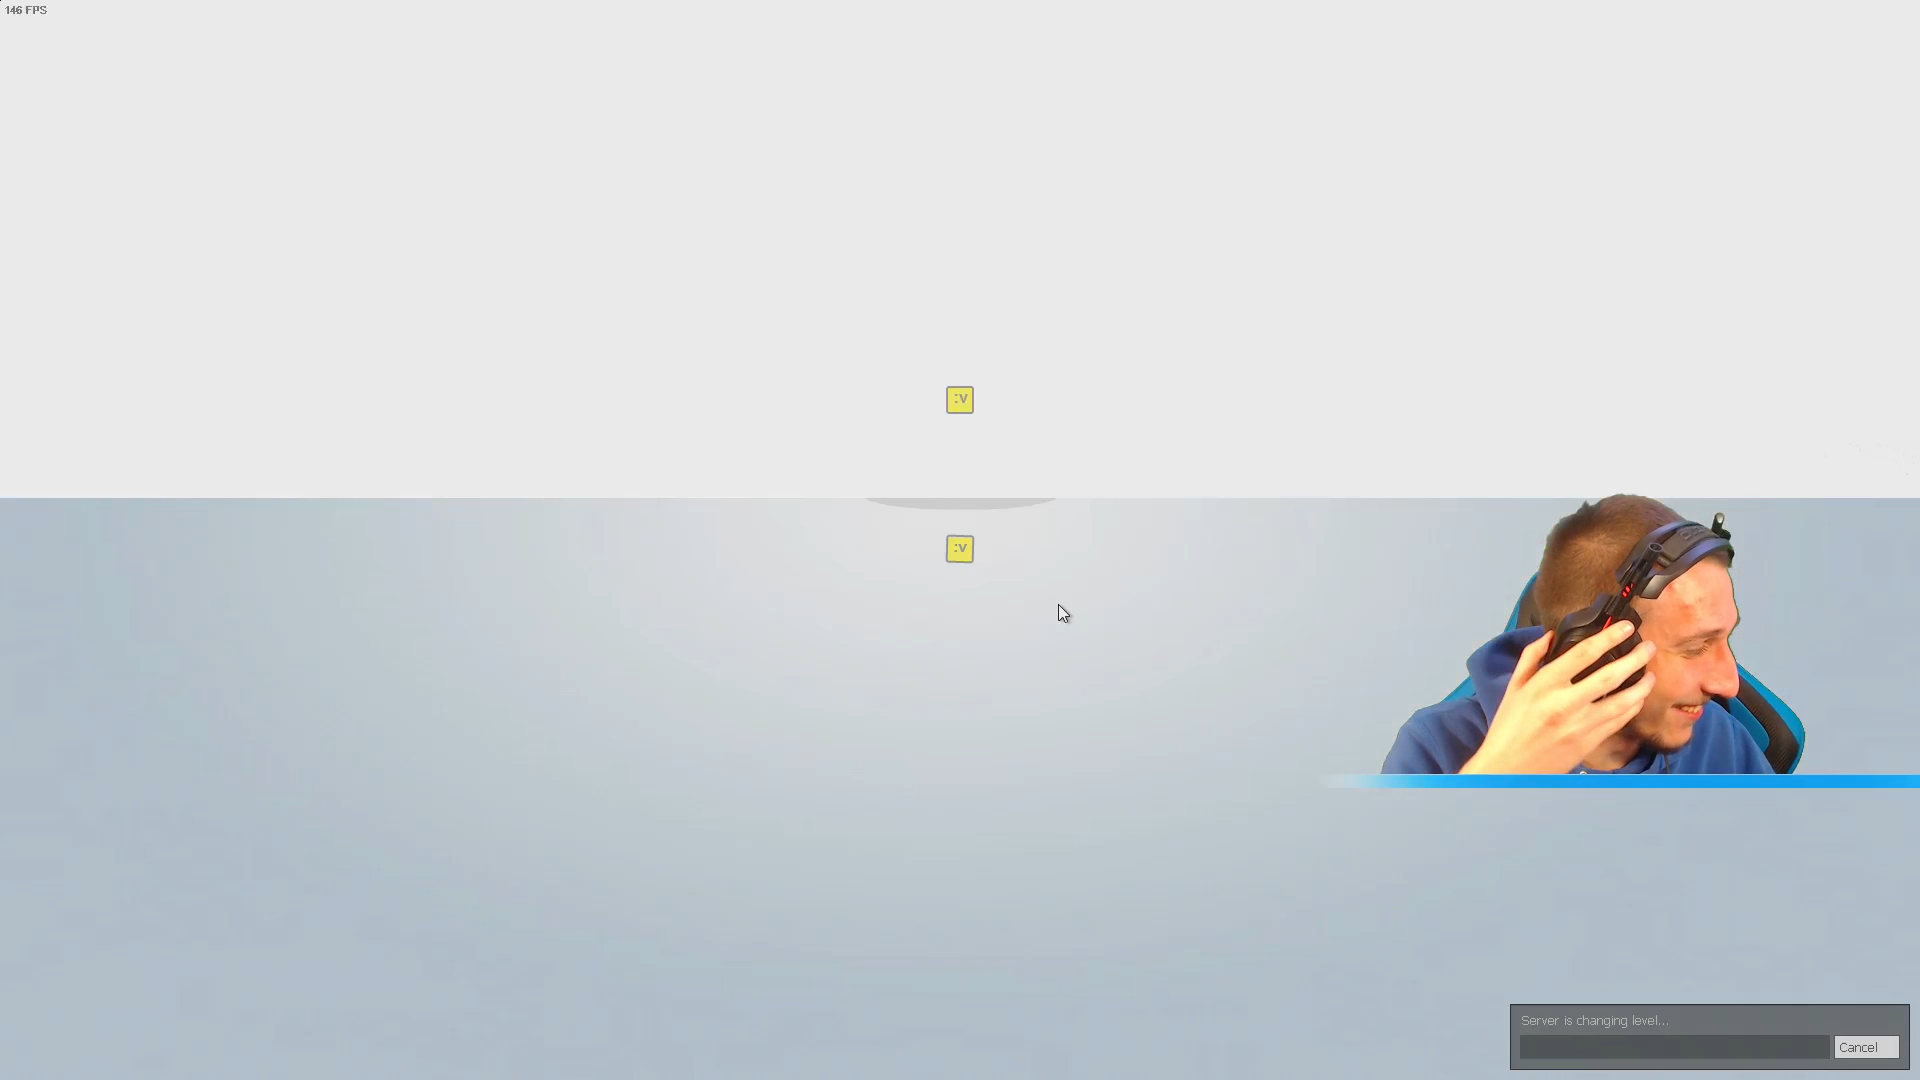 146 FPS
:v
:v
Server is changing level...
Cancel